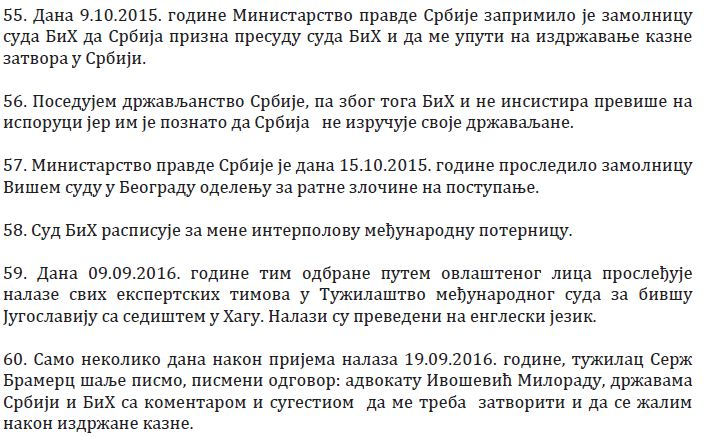 55. Дана 9.10.2015. године Министарство правде Србије запримило је замолницу
суда БиХ да Србија призна пресуду суда БиХ и да ме упути на издржавање казне
затвора у Србији.
56. Поседујем држављанство Србије, па због тога БиХ и не инсистира превише на
испоруци јер им је познато да Србија не изручује своје државаљане.
57. Министарство правде Србије је дана 15.10.2015. године проследило замолницу
Вишем суду у Београду оделењу за ратне злочине на поступање.
58. Суд БиХ расписује за мене интерполову међународну потерницу.
59. Дана 09.09.2016. године тим одбране путем овлаштеног лица прослеђује
налазе својих експертских тимова у Тужилаштво међународног суда за бившу
Југославију са седиштем у Хагу. Налази су преведени на енглески језик.
60. Само неколико дана након пријема налаза 19.09.2016. године, тужилац Серж
Брамерц шаље писмо, писмени одговор: адвокату Ивошевић Милораду, државама
Србији и БиХ са коментаром и сугестиом да ме треба затворити и да се жалим
након издржане казне.